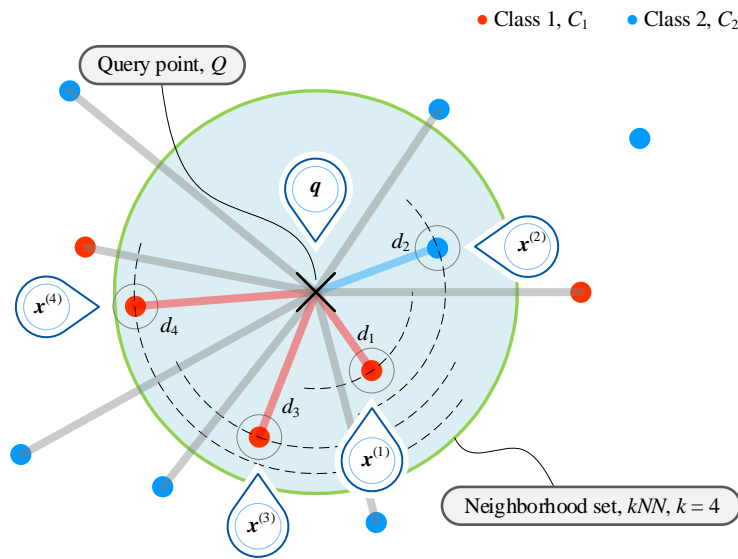 Class 1, C₁
Class 2, C₂
Query point, Q
q
d₂
x⁽²⁾
x⁽⁴⁾
d₄
d₁
d₃
x⁽¹⁾
x⁽³⁾
Neighborhood set, kNN, k = 4